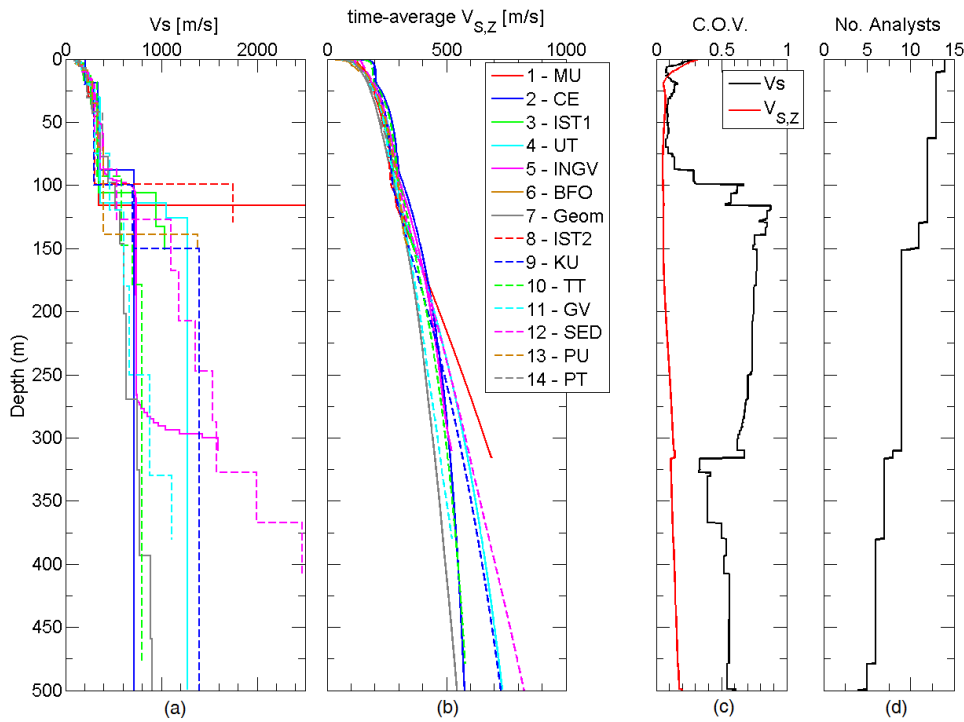 Vs [m/s]
0 1000 2000
0
50
100
150
200
250
300
350
400
450
500
Depth (m)
(a)
time-average V_S,Z [m/s]
0 500 1000
1 - MU
2 - CE
3 - IST1
4 - UT
5 - INGV
6 - BFO
7 - Geom
8 - IST2
9 - KU
10 - TT
11 - GV
12 - SED
13 - PU
14 - PT
(b)
C.O.V.
0 0.5 1
Vs
V_S,Z
(c)
No. Analysts
0 5 10 15
(d)